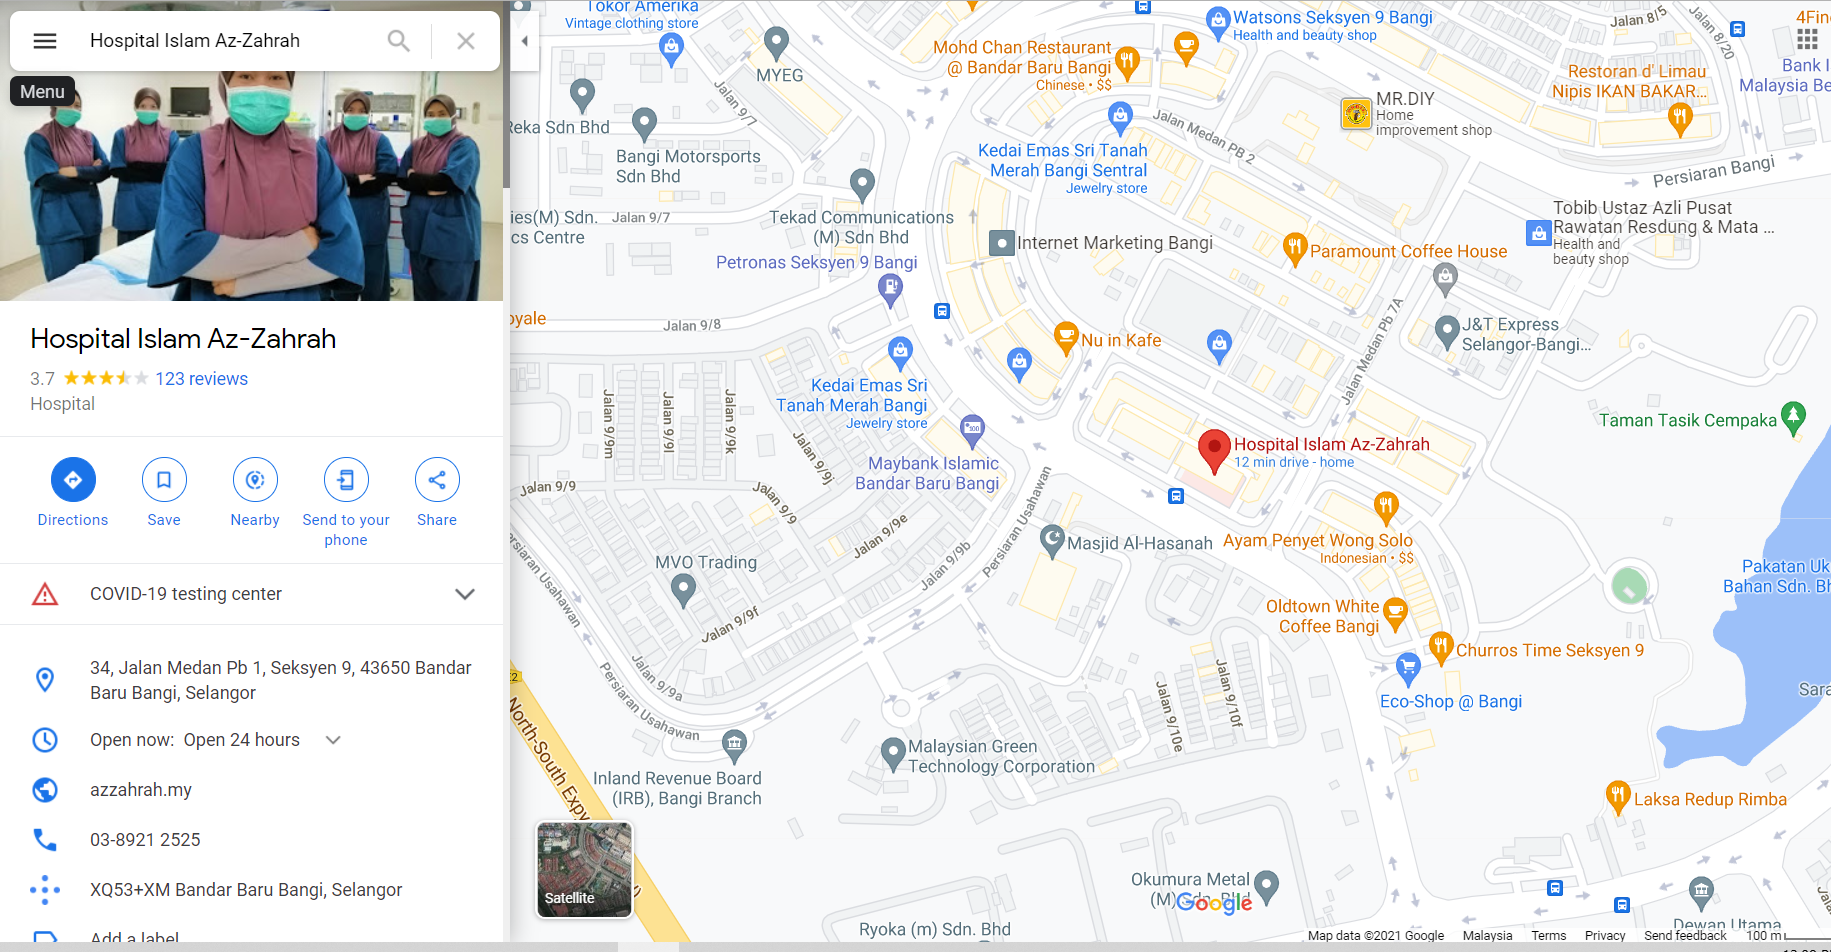 Hospital Islam Az-Zahrah
Menu
Hospital Islam Az-Zahrah
3.7
123 reviews
Hospital
Directions
Save
Nearby
Send to your
phone
Share
COVID-19 testing center
34, Jalan Medan Pb 1, Seksyen 9, 43650 Bandar
Baru Bangi, Selangor
Open now: Open 24 hours
azzahrah.my
03-8921 2525
XQ53+XM Bandar Baru Bangi, Selangor
Add a label
Tokor Amerika
Vintage clothing store
MYEG
Jalan 9/7
Reka Sdn Bhd
Bangi Motorsports
Sdn Bhd
ies(M) Sdn.
cs Centre
Jalan 9/7
Tekad Communications
(M) Sdn Bhd
Petronas Seksyen 9 Bangi
oyale
Jalan 9/8
Watsons Seksyen 9 Bangi
Health and beauty shop
Mohd Chan Restaurant
@ Bandar Baru Bangi
Chinese • $$
Kedai Emas Sri Tanah
Merah Bangi Sentral
Jewelry store
Jalan Medan PB 2
MR.DIY
Home
improvement shop
Jalan 8/5
Jalan 8/20
4Fin
Bank I
Malaysia Be
Restoran d' Limau
Nipis IKAN BAKAR...
Persiaran Bangi
Tobib Ustaz Azli Pusat
Rawatan Resdung & Mata ...
Health and
beauty shop
Internet Marketing Bangi
Paramount Coffee House
J&T Express
Selangor-Bangi...
Jalan Medan Pb 7A
Nu in Kafe
Kedai Emas Sri
Tanah Merah Bangi
Jewelry store
Maybank Islamic
Bandar Baru Bangi
Jalan 9/9m
Jalan 9/9l
Jalan 9/9k
Jalan 9/9j
Jalan 9/9
Jalan 9/9
Jalan 9/9e
Jalan 9/9b
Jalan 9/9f
Jalan 9/9a
Persiaran Usahawan
ersiaran Usahawan
Persiaran Usahawan
MVO Trading
Hospital Islam Az-Zahrah
12 min drive - home
Taman Tasik Cempaka
Masjid Al-Hasanah
Ayam Penyet Wong Solo
Indonesian • $$
Oldtown White
Coffee Bangi
Churros Time Seksyen 9
Eco-Shop @ Bangi
Pakatan Uk
Bahan Sdn. Bh
Sara
Jalan 9/10e
Jalan 9/10f
E2
North-South Expy
Inland Revenue Board
(IRB), Bangi Branch
Malaysian Green
Technology Corporation
Laksa Redup Rimba
Okumura Metal
(M) Sdn. Bhd
Ryoka (m) Sdn. Bhd
Dewan Utama
Satellite
Google
Map data ©2021 Google Malaysia Terms Privacy Send feedback 100 m